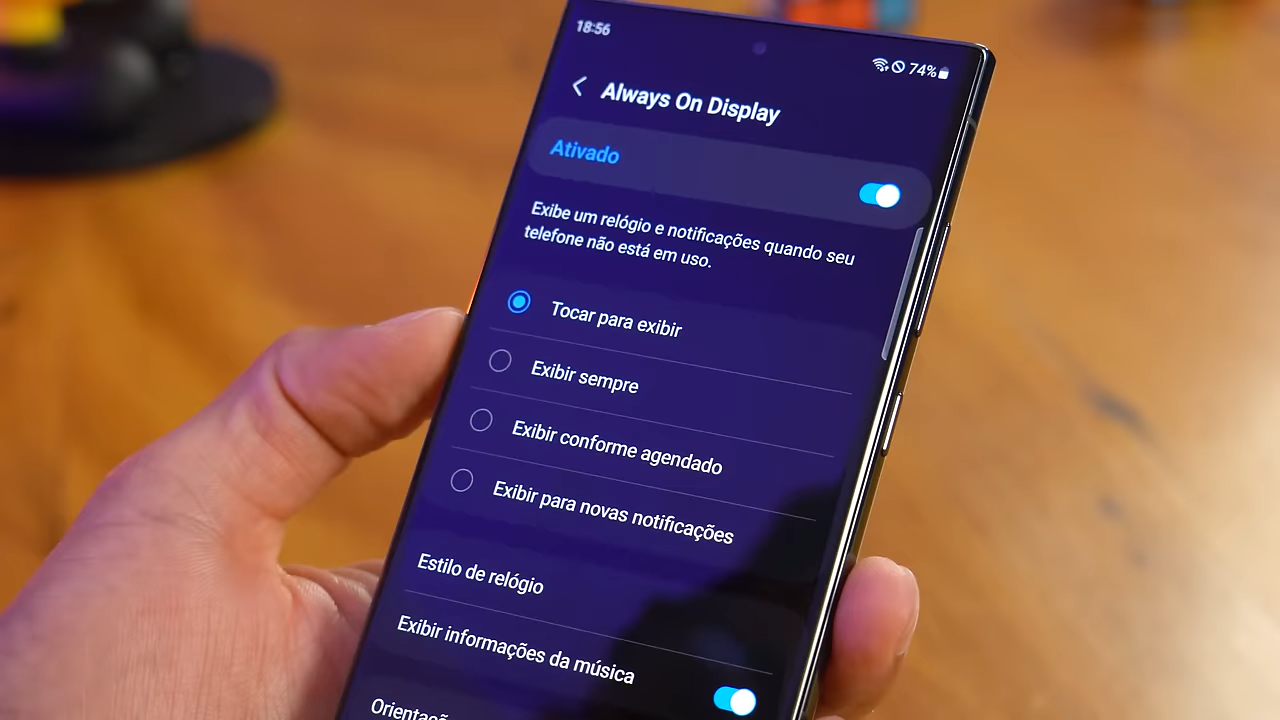 18:56
74%
Always On Display
Ativado
Exibe um relógio e notificações quando seu
telefone não está em uso.
Tocar para exibir
Exibir sempre
Exibir conforme agendado
Exibir para novas notificações
Estilo de relógio
Exibir informações da música